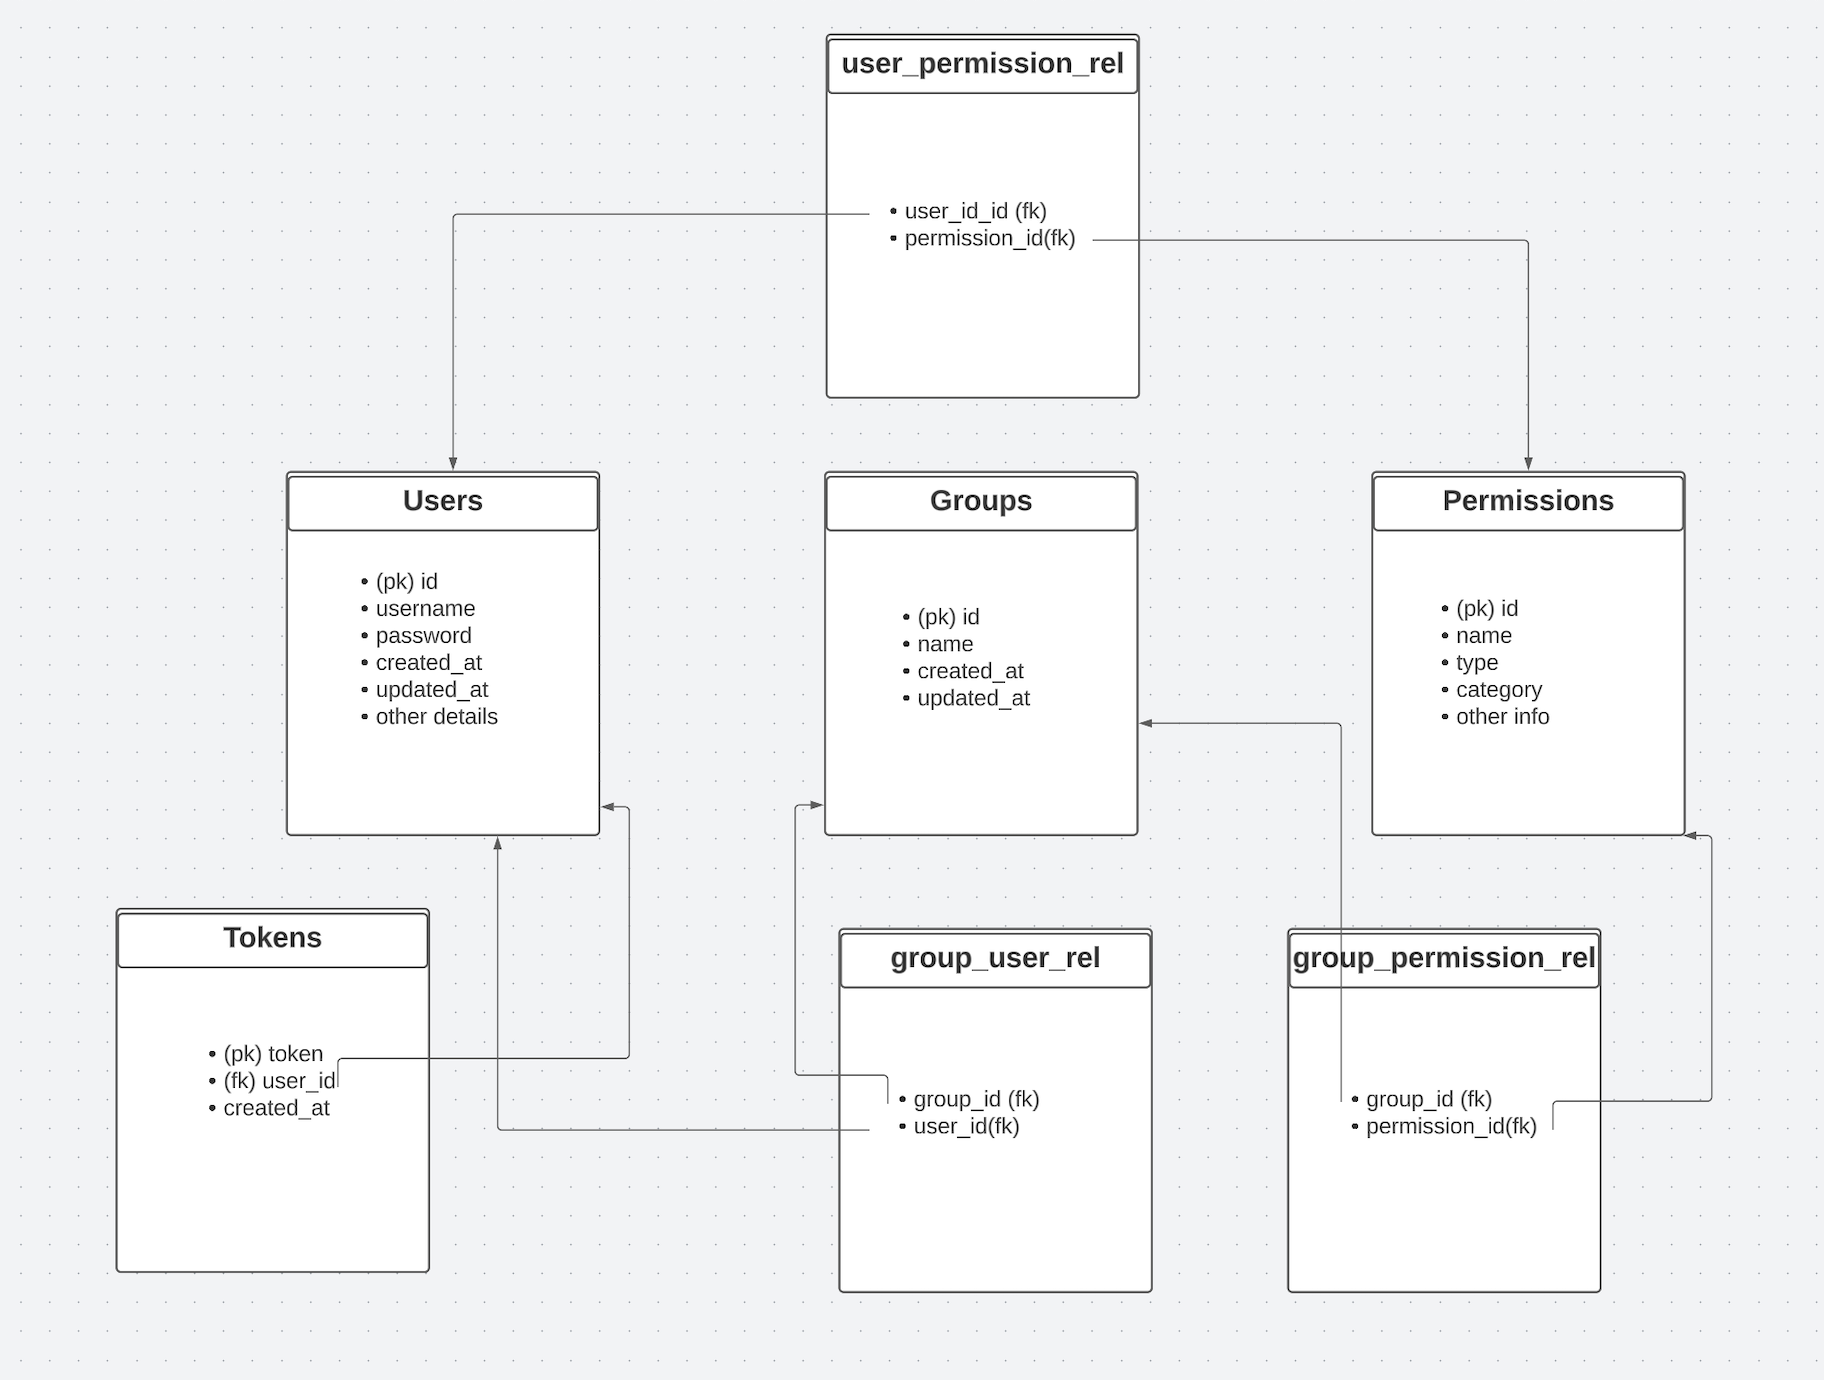 user_permission_rel
• user_id_id (fk)
• permission_id(fk)
Users
• (pk) id
• username
• password
• created_at
• updated_at
• other details
Groups
• (pk) id
• name
• created_at
• updated_at
Permissions
• (pk) id
• name
• type
• category
• other info
Tokens
• (pk) token
• (fk) user_id
• created_at
group_user_rel
• group_id (fk)
• user_id(fk)
group_permission_rel
• group_id (fk)
• permission_id(fk)